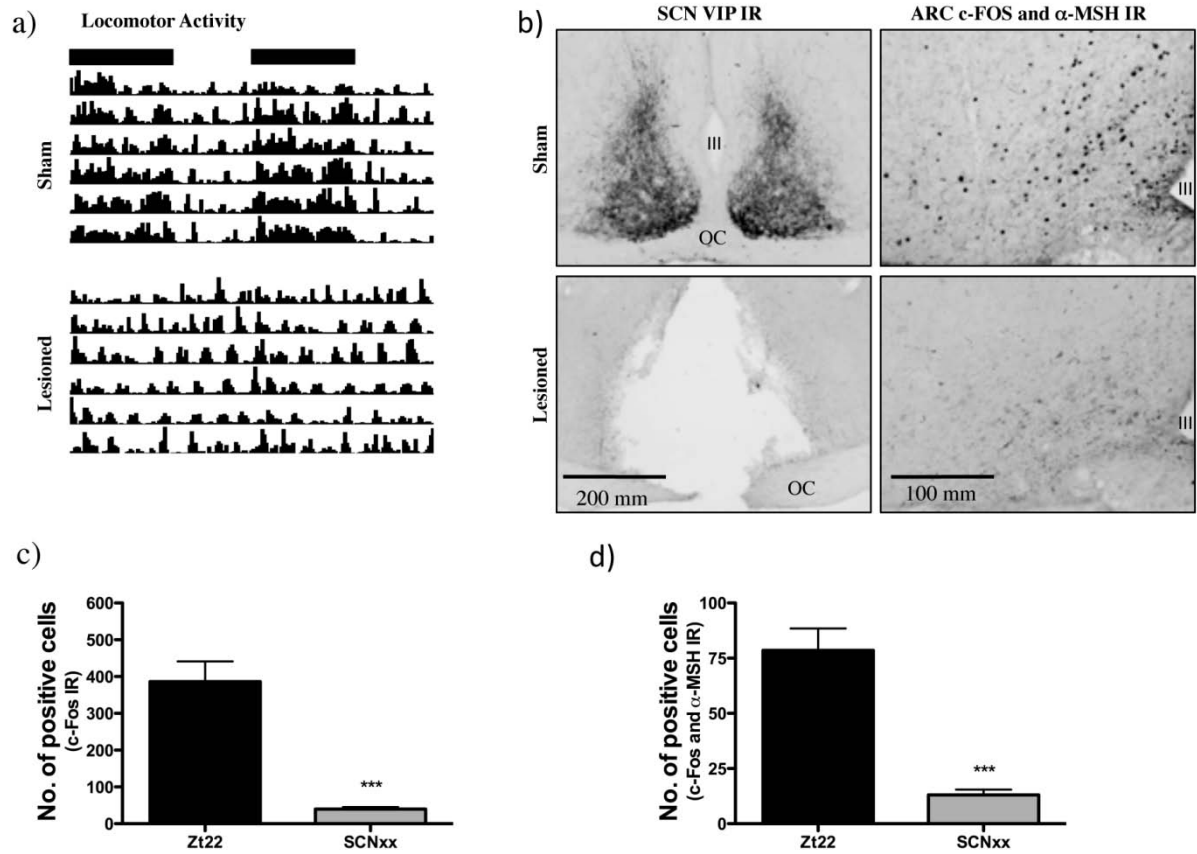 a)
Locomotor Activity
Sham
Lesioned
b)
SCN VIP IR
ARC c-FOS and α-MSH IR
Sham
III
OC
III
Lesioned
200 mm
OC
100 mm
III
c)
No. of positive cells
(c-Fos IR)
600
500
400
300
200
100
0
***
Zt22
SCNxx
d)
No. of positive cells
(c-Fos and α-MSH IR)
100
75
50
25
0
***
Zt22
SCNxx